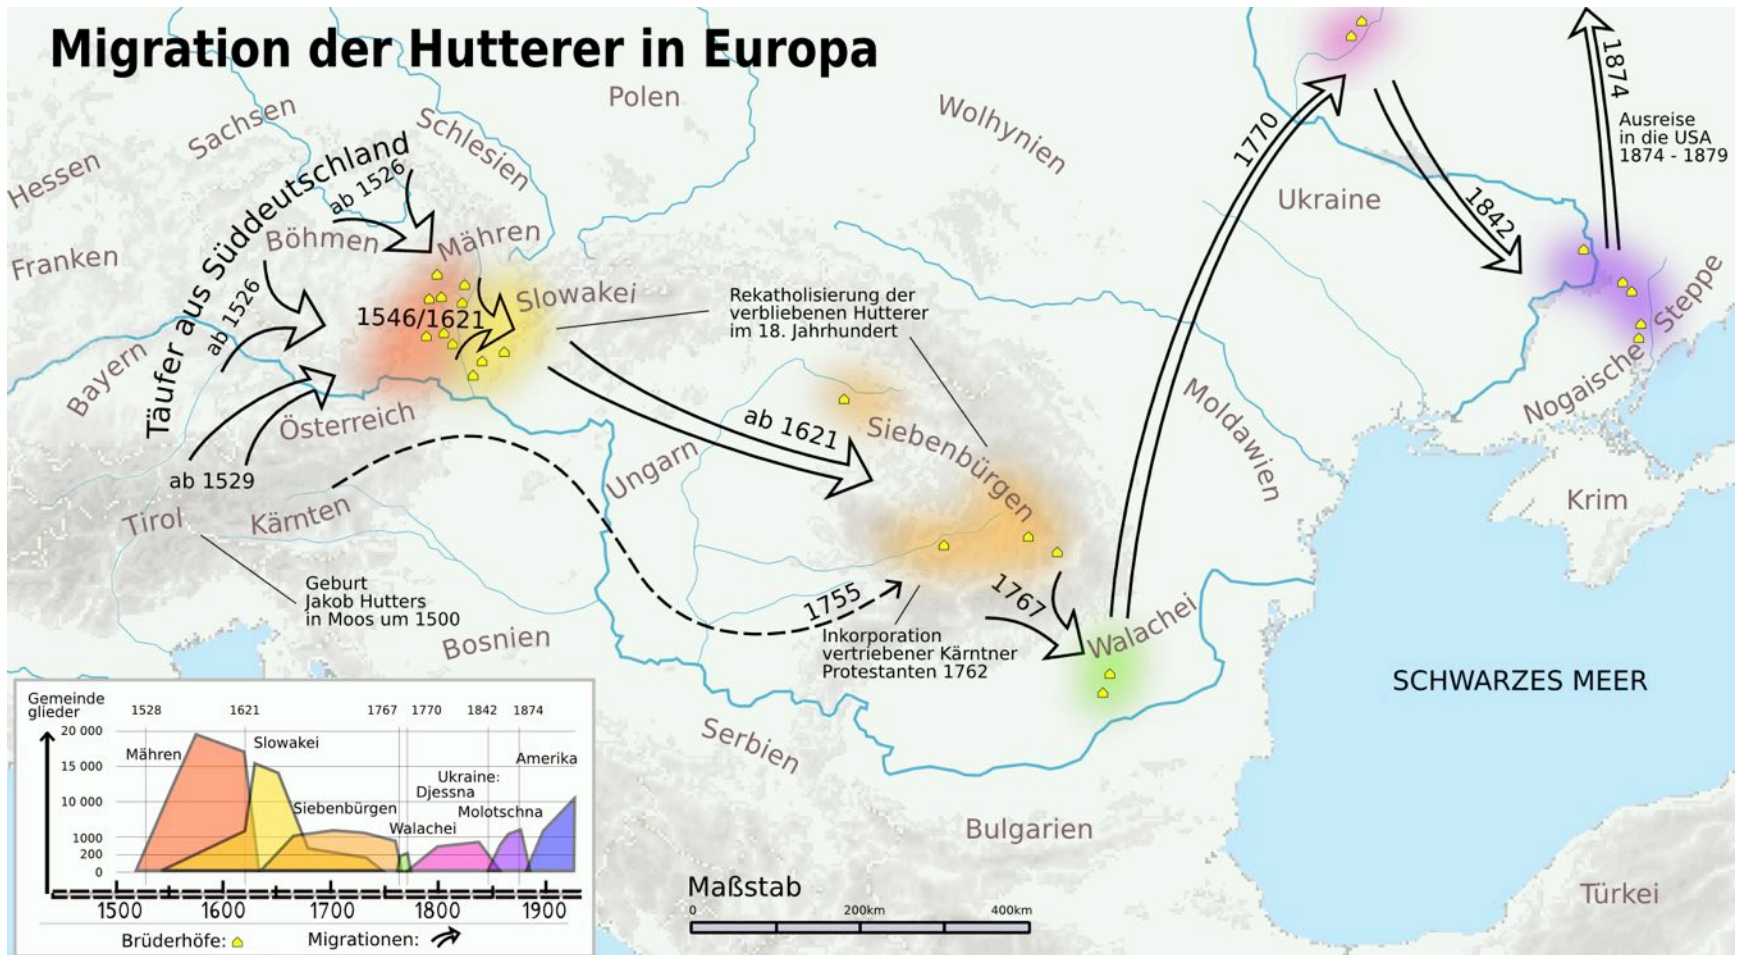 Migration der Hutterer in Europa
Polen
Wolhynien
Sachsen
Schlesien
Hessen
Franken
Böhmen
Mähren
Bayern
Täufer aus Süddeutschland
ab 1526
ab 1526
ab 1529
1546/1621
Slowakei
Österreich
Tirol
Kärnten
Geburt
Jakob Hutters
in Moos um 1500
Bosnien
Rekatholisierung der
verbliebenen Hutterer
im 18. Jahrhundert
ab 1621
Ungarn
Siebenbürgen
1755
Inkorporation
vertriebener Kärntner
Protestanten 1762
1767
Walachei
Serbien
Bulgarien
1770
Ukraine
1842
1874
Ausreise
in die USA
1874 - 1879
Moldawien
Nogaische Steppe
Krim
SCHWARZES MEER
Türkei
Maßstab
0 200km 400km
Gemeinde
glieder
1528 1621 1767 1770 1842 1874
20 000
15 000
10 000
1000
200
0
Mähren
Slowakei
Siebenbürgen
Walachei
Ukraine:
Djessna
Molotschna
Amerika
1500 1600 1700 1800 1900
Brüderhöfe: Migrationen: